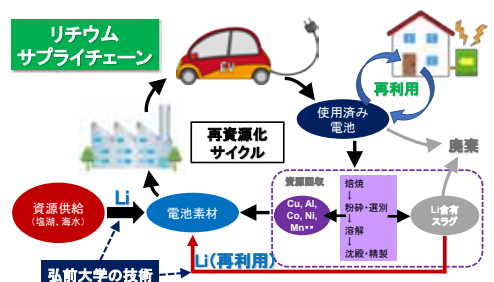 リチウム
サプライチェーン
EV
再利用
使用済み
電池
廃棄
再資源化
サイクル
資源回収
焙焼
↓
粉砕・選別
↓
溶解
↓
沈殿・精製
Cu, Al,
Co, Ni,
Mn・・
Li含有
スラグ
資源供給
（塩湖、海水）
Li
電池素材
Li（再利用）
弘前大学の技術